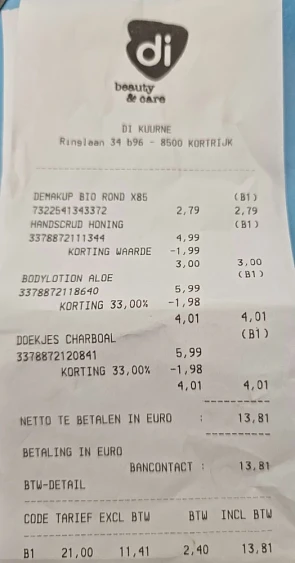 di
beauty
& care
DI KUURNE
Ringlaan 34 b96 - 8500 KORTRIJK
DEMAKUP BIO ROND X85 (B1)
7322541343372 2,79 2,79
HANDSCRUD HONING (B1)
3378872111344 4,99
KORTING WAARDE -1,99
3,00 3,00
BODYLOTION ALOE (B1)
3378872118640 5,99
KORTING 33,00% -1,98
4,01 4,01
DOEKJES CHARBOAL (B1)
3378872120841 5,99
KORTING 33,00% -1,98
4,01 4,01
NETTO TE BETALEN IN EURO : 13,81
BETALING IN EURO
BANCONTACT : 13,81
BTW-DETAIL
CODE TARIEF EXCL BTW BTW INCL BTW
B1 21,00 11,41 2,40 13,81